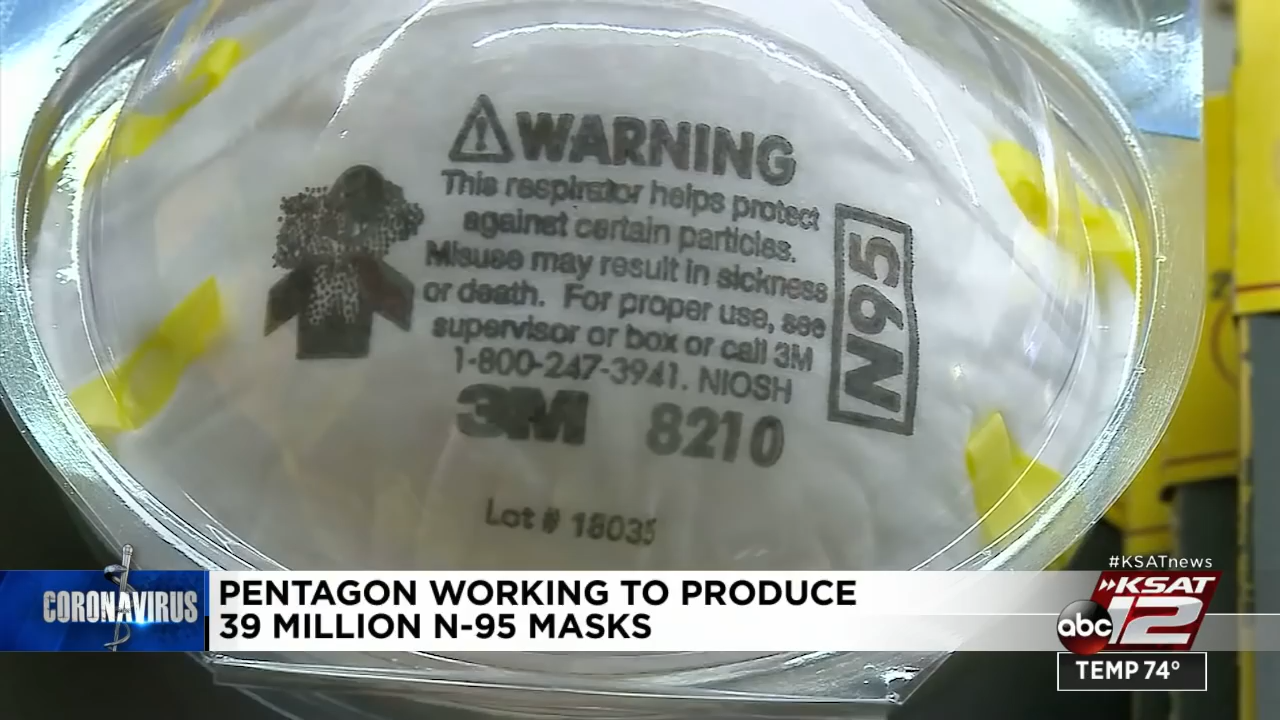 WARNING
This respirator helps protect
against certain particles.
Misuse may result in sickness
or death. For proper use, see
supervisor or box or call 3M
1-800-247-3941. NIOSH
3M 8210
N95
Lot # 18035
#KSATnews
CORONAVIRUS
PENTAGON WORKING TO PRODUCE
39 MILLION N-95 MASKS
KSAT
abc 12
TEMP 74°